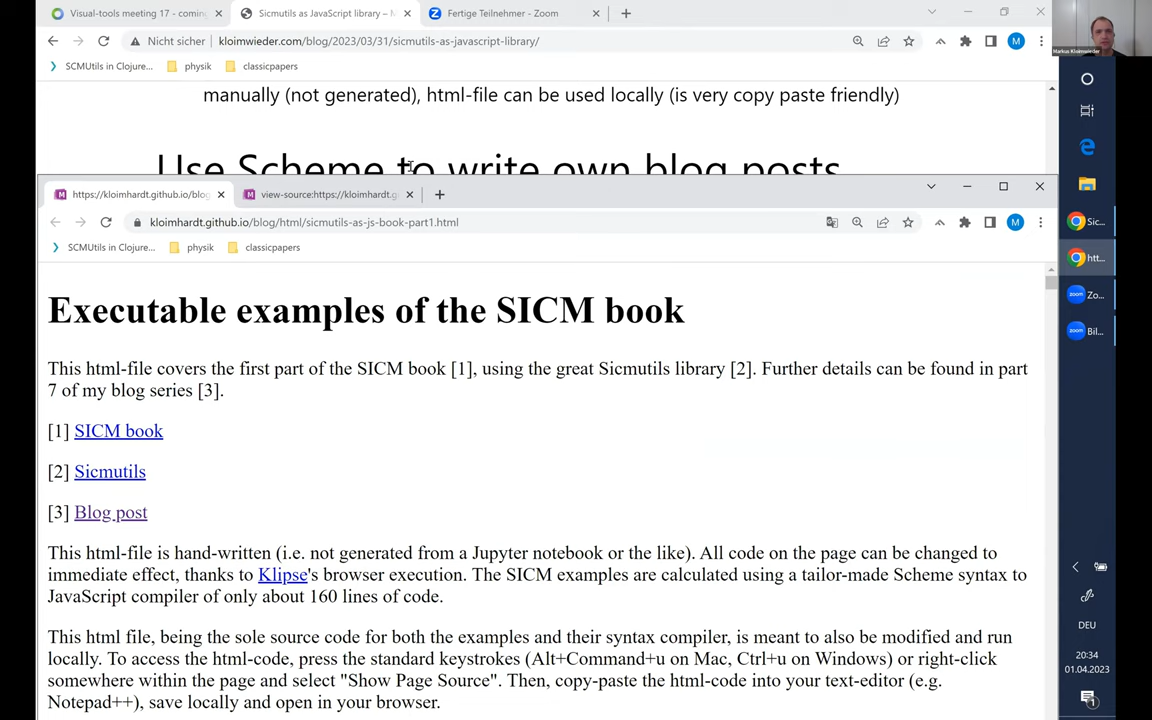 Visual-tools meeting 17 - comin
Sicmutils as JavaScript library –
Fertige Teilnehmer - Zoom
Nicht sicher
kloimwieder.com/blog/2023/03/31/sicmutils-as-javascript-library/
SCMUtils in Clojure...
physik
classicpapers
manually (not generated), html-file can be used locally (is very copy paste friendly)
Use Scheme to write own blog posts
https://kloimhardt.github.io/blog
view-source:https://kloimhardt.g
kloimhardt.github.io/blog/html/sicmutils-as-js-book-part1.html
SCMUtils in Clojure...
physik
classicpapers
Executable examples of the SICM book
This html-file covers the first part of the SICM book [1], using the great Sicmutils library [2]. Further details can be found in part
7 of my blog series [3].
[1] SICM book
[2] Sicmutils
[3] Blog post
This html-file is hand-written (i.e. not generated from a Jupyter notebook or the like). All code on the page can be changed to
immediate effect, thanks to Klipse's browser execution. The SICM examples are calculated using a tailor-made Scheme syntax to
JavaScript compiler of only about 160 lines of code.
This html file, being the sole source code for both the examples and their syntax compiler, is meant to also be modified and run
locally. To access the html-code, press the standard keystrokes (Alt+Command+u on Mac, Ctrl+u on Windows) or right-click
somewhere within the page and select "Show Page Source". Then, copy-paste the html-code into your text-editor (e.g.
Notepad++), save locally and open in your browser.
Markus Kloimwieder
Sic...
htt...
Zo...
Bil...
DEU
20:34
01.04.2023